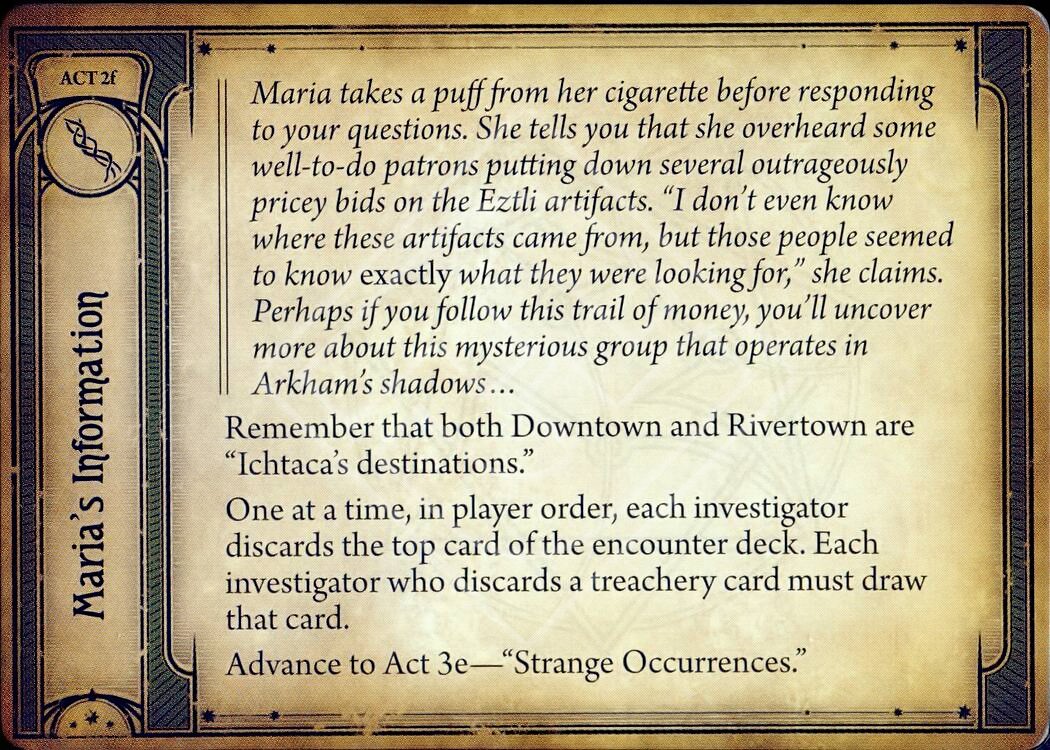 ACT 2f
Maria's Information
Maria takes a puff from her cigarette before responding
to your questions. She tells you that she overheard some
well-to-do patrons putting down several outrageously
pricey bids on the Eztli artifacts. “I don’t even know
where these artifacts came from, but those people seemed
to know exactly what they were looking for,” she claims.
Perhaps if you follow this trail of money, you’ll uncover
more about this mysterious group that operates in
Arkham’s shadows…
Remember that both Downtown and Rivertown are
“Ichtaca’s destinations.”
One at a time, in player order, each investigator
discards the top card of the encounter deck. Each
investigator who discards a treachery card must draw
that card.
Advance to Act 3e—“Strange Occurrences.”